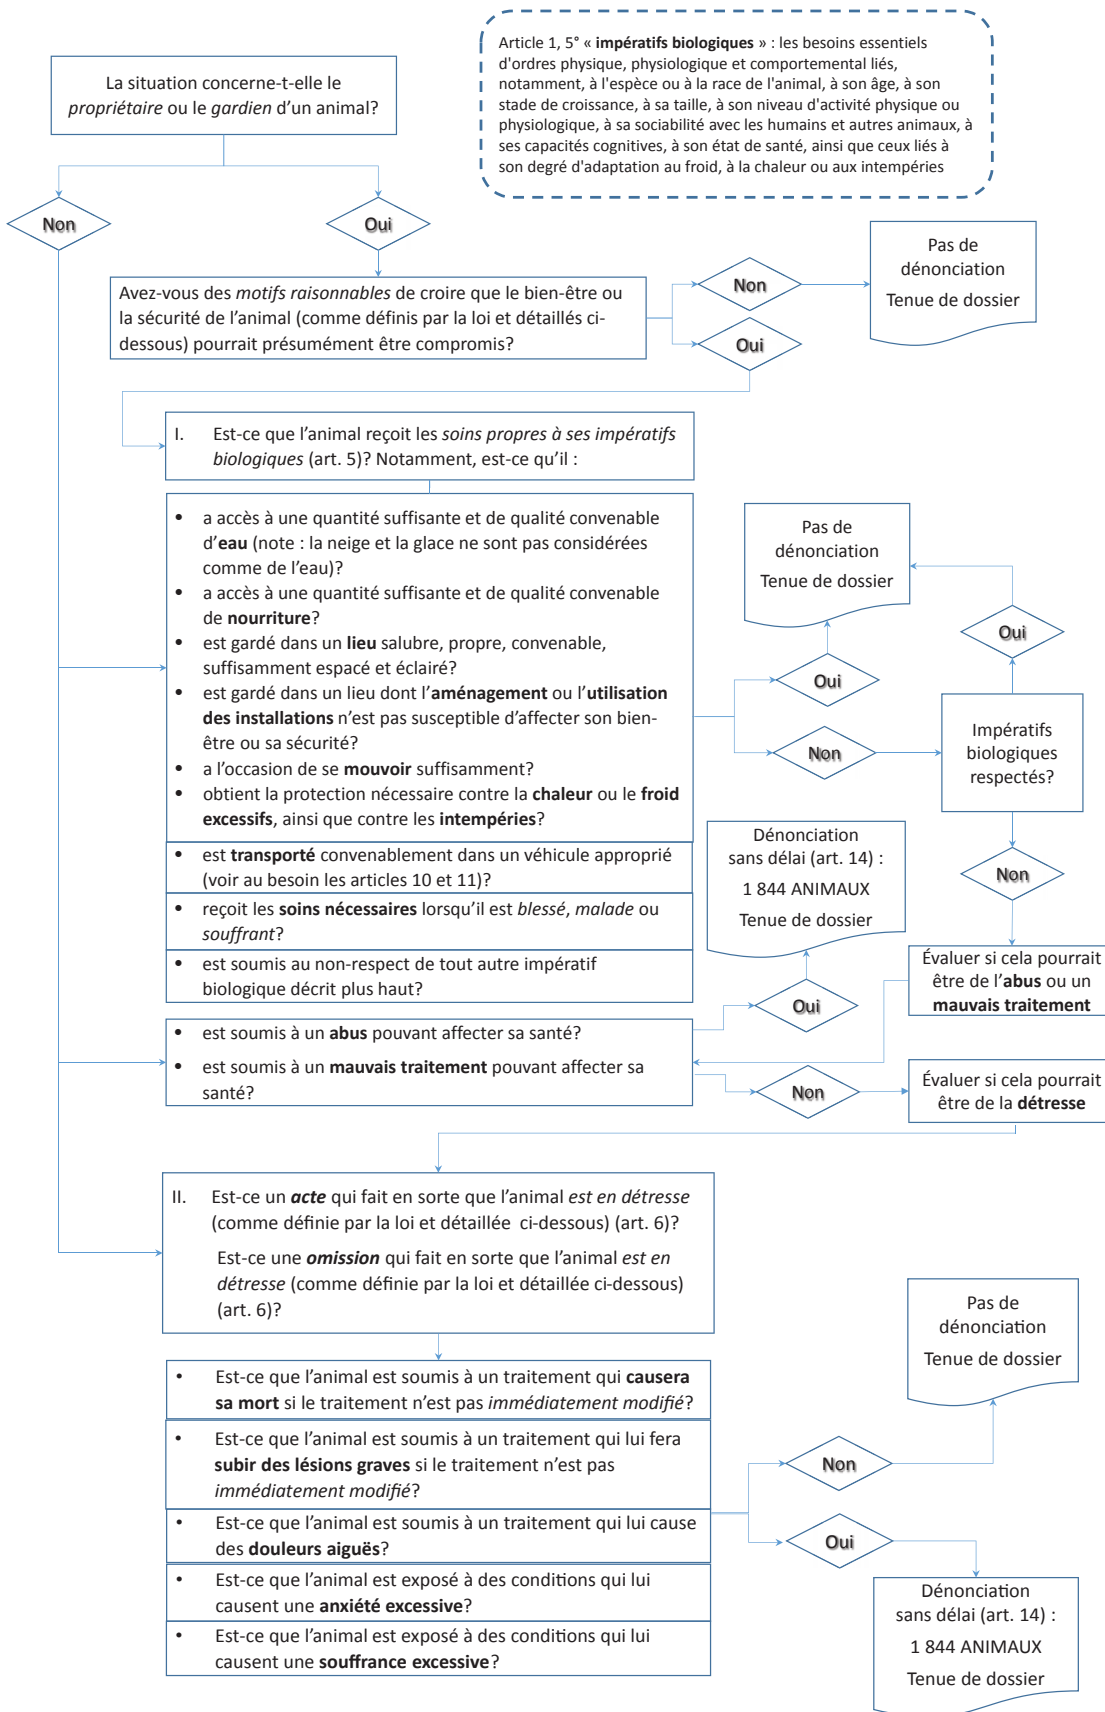 La situation concerne-t-elle le
propriétaire ou le gardien d'un animal?
Article 1, 5° « impératifs biologiques » : les besoins essentiels
d'ordres physique, physiologique et comportemental liés,
notamment, à l'espèce ou à la race de l'animal, à son âge, à son
stade de croissance, à sa taille, à son niveau d'activité physique ou
physiologique, à sa sociabilité avec les humains et autres animaux, à
ses capacités cognitives, à son état de santé, ainsi que ceux liés à
son degré d'adaptation au froid, à la chaleur ou aux intempéries
Non
Oui
Avez-vous des motifs raisonnables de croire que le bien-être ou
la sécurité de l'animal (comme définis par la loi et détaillés ci-
dessous) pourrait présumément être compromis?
Non
Oui
Pas de
dénonciation
Tenue de dossier
I. Est-ce que l'animal reçoit les soins propres à ses impératifs
biologiques (art. 5)? Notamment, est-ce qu'il :
• a accès à une quantité suffisante et de qualité convenable
d'eau (note : la neige et la glace ne sont pas considérées
comme de l'eau)?
• a accès à une quantité suffisante et de qualité convenable
de nourriture?
• est gardé dans un lieu salubre, propre, convenable,
suffisamment espacé et éclairé?
• est gardé dans un lieu dont l'aménagement ou l'utilisation
des installations n'est pas susceptible d'affecter son bien-
être ou sa sécurité?
• a l'occasion de se mouvoir suffisamment?
• obtient la protection nécessaire contre la chaleur ou le froid
excessifs, ainsi que contre les intempéries?
• est transporté convenablement dans un véhicule approprié
(voir au besoin les articles 10 et 11)?
• reçoit les soins nécessaires lorsqu'il est blessé, malade ou
souffrant?
• est soumis au non-respect de tout autre impératif
biologique décrit plus haut?
• est soumis à un abus pouvant affecter sa santé?
• est soumis à un mauvais traitement pouvant affecter sa
santé?
Pas de
dénonciation
Tenue de dossier
Oui
Oui
Non
Impératifs
biologiques
respectés?
Non
Dénonciation
sans délai (art. 14) :
1 844 ANIMAUX
Tenue de dossier
Oui
Évaluer si cela pourrait
être de l'abus ou un
mauvais traitement
Non
Évaluer si cela pourrait
être de la détresse
II. Est-ce un acte qui fait en sorte que l'animal est en détresse
(comme définie par la loi et détaillée ci-dessous) (art. 6)?
Est-ce une omission qui fait en sorte que l'animal est en
détresse (comme définie par la loi et détaillée ci-dessous)
(art. 6)?
• Est-ce que l'animal est soumis à un traitement qui causera
sa mort si le traitement n'est pas immédiatement modifié?
• Est-ce que l'animal est soumis à un traitement qui lui fera
subir des lésions graves si le traitement n'est pas
immédiatement modifié?
• Est-ce que l'animal est soumis à un traitement qui lui cause
des douleurs aiguës?
• Est-ce que l'animal est exposé à des conditions qui lui
causent une anxiété excessive?
• Est-ce que l'animal est exposé à des conditions qui lui
causent une souffrance excessive?
Pas de
dénonciation
Tenue de dossier
Non
Oui
Dénonciation
sans délai (art. 14) :
1 844 ANIMAUX
Tenue de dossier